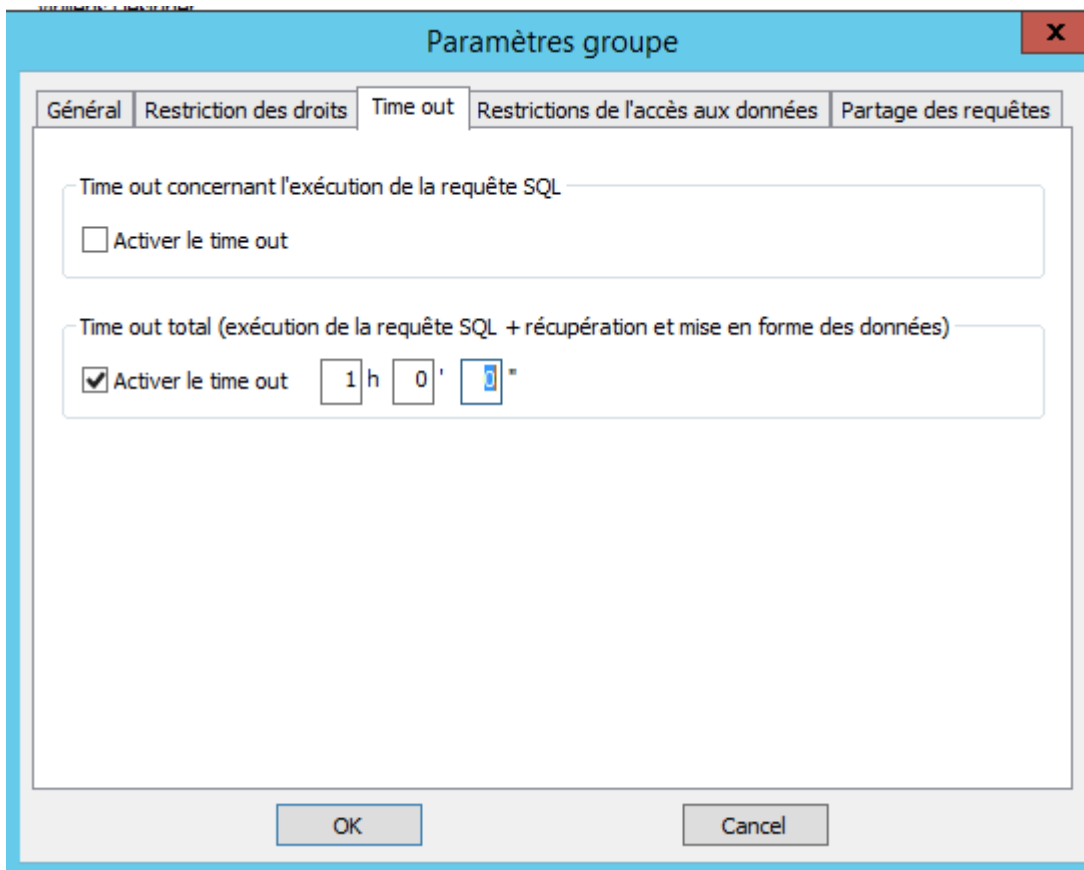 Paramètres groupe
X
Général Restriction des droits Time out Restrictions de l'accès aux données Partage des requêtes
Time out concernant l'exécution de la requête SQL
Activer le time out
Time out total (exécution de la requête SQL + récupération et mise en forme des données)
Activer le time out 1 h 0 ' 0 "
OK Cancel